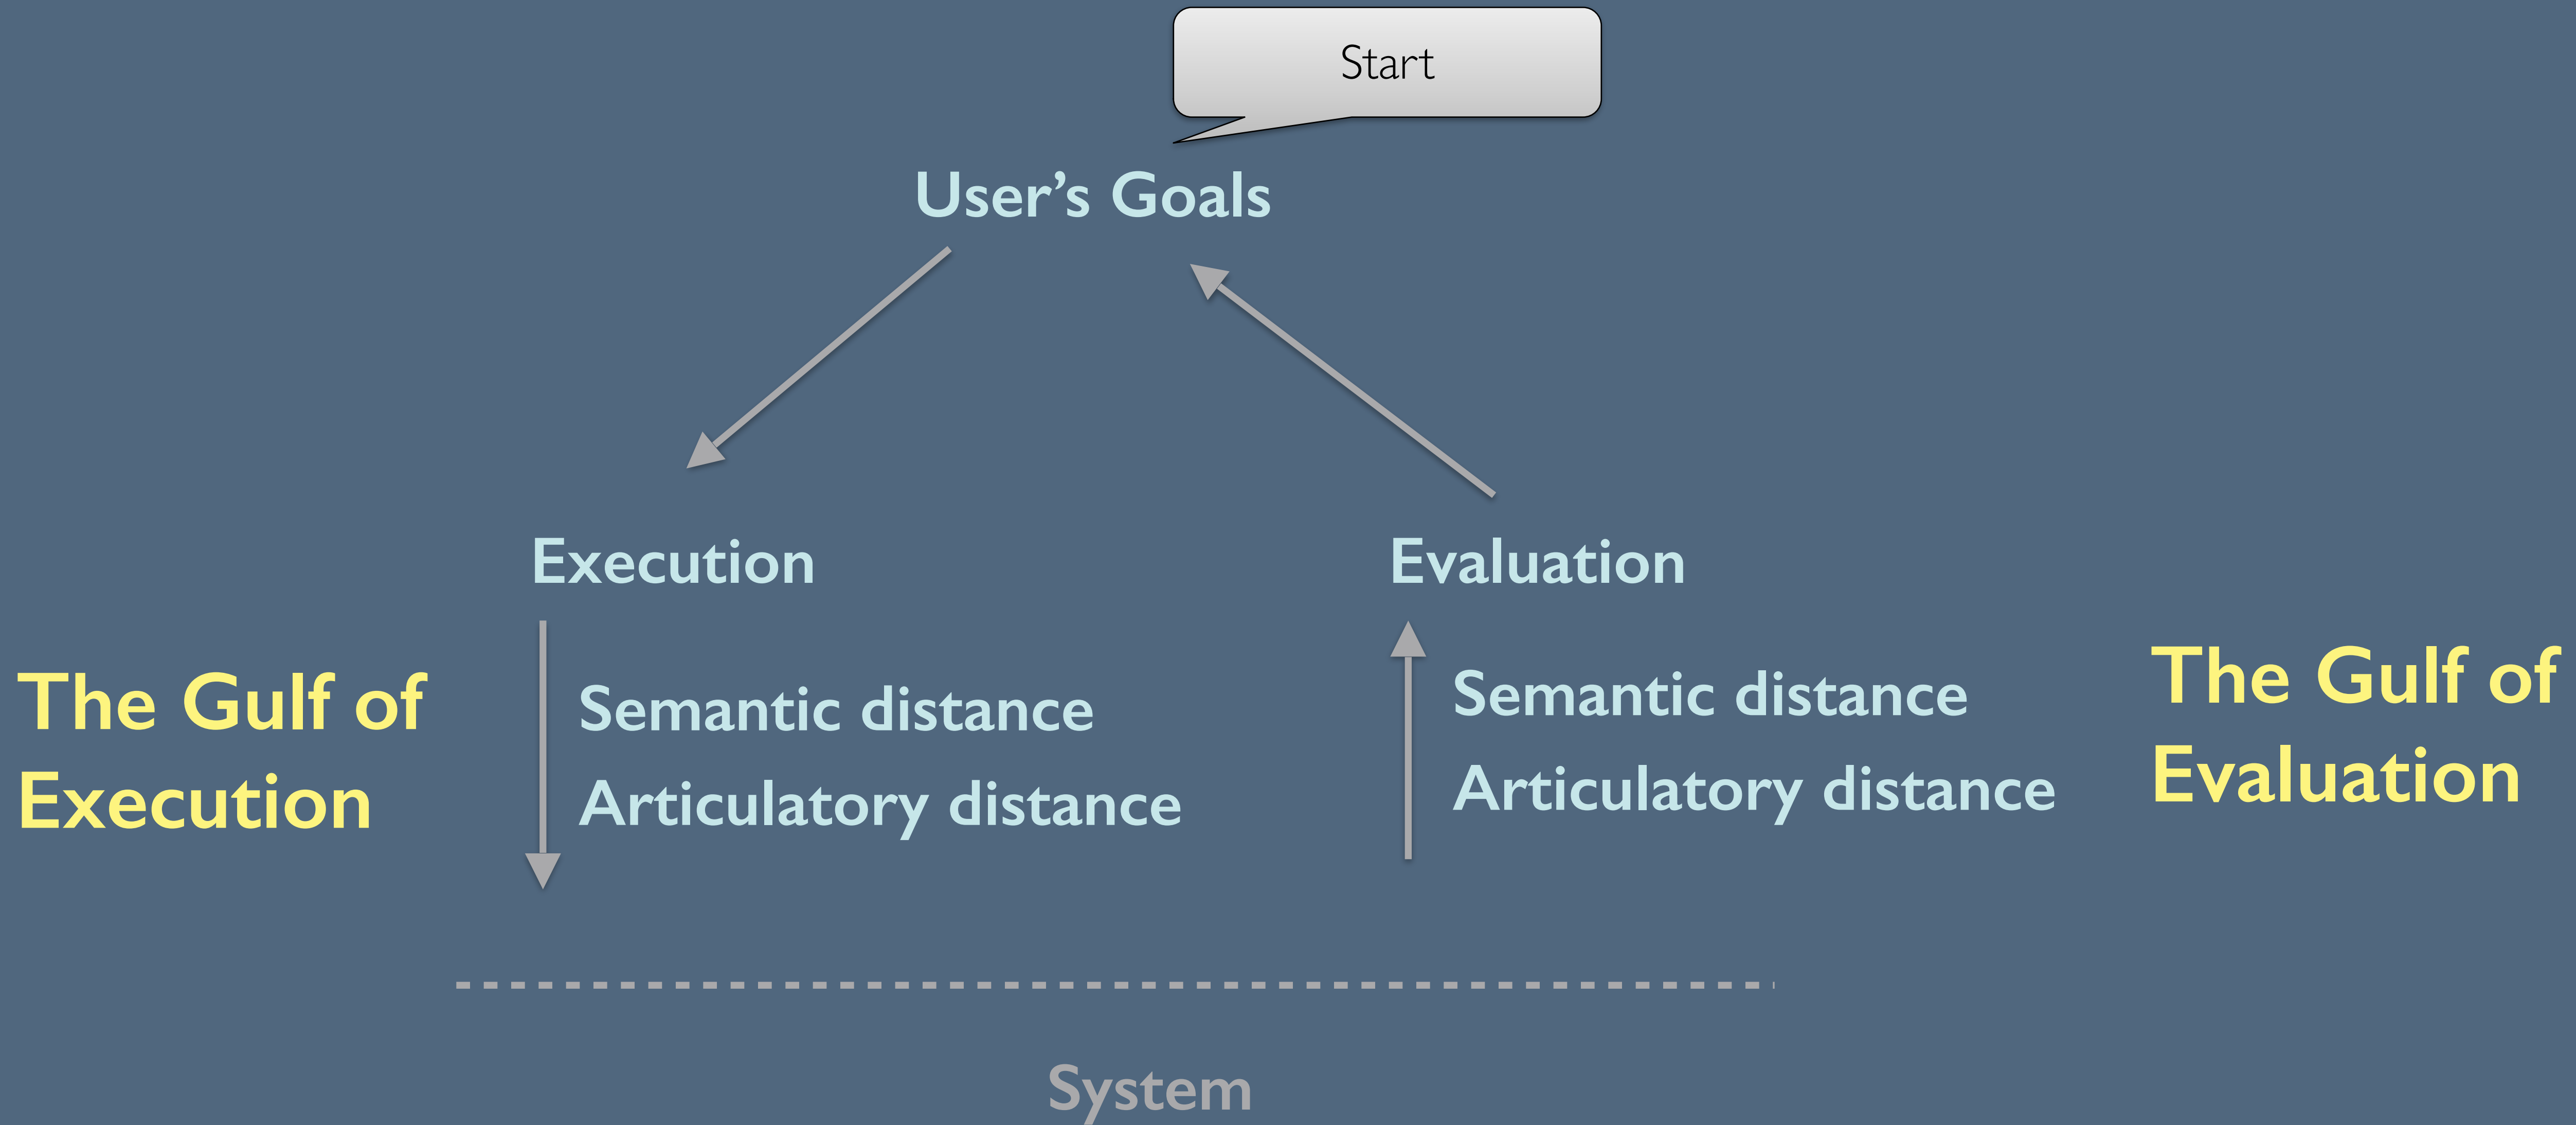 Start
User’s Goals
Execution
Evaluation
The Gulf of
Execution
Semantic distance
Articulatory distance
Semantic distance
Articulatory distance
The Gulf of
Evaluation
System